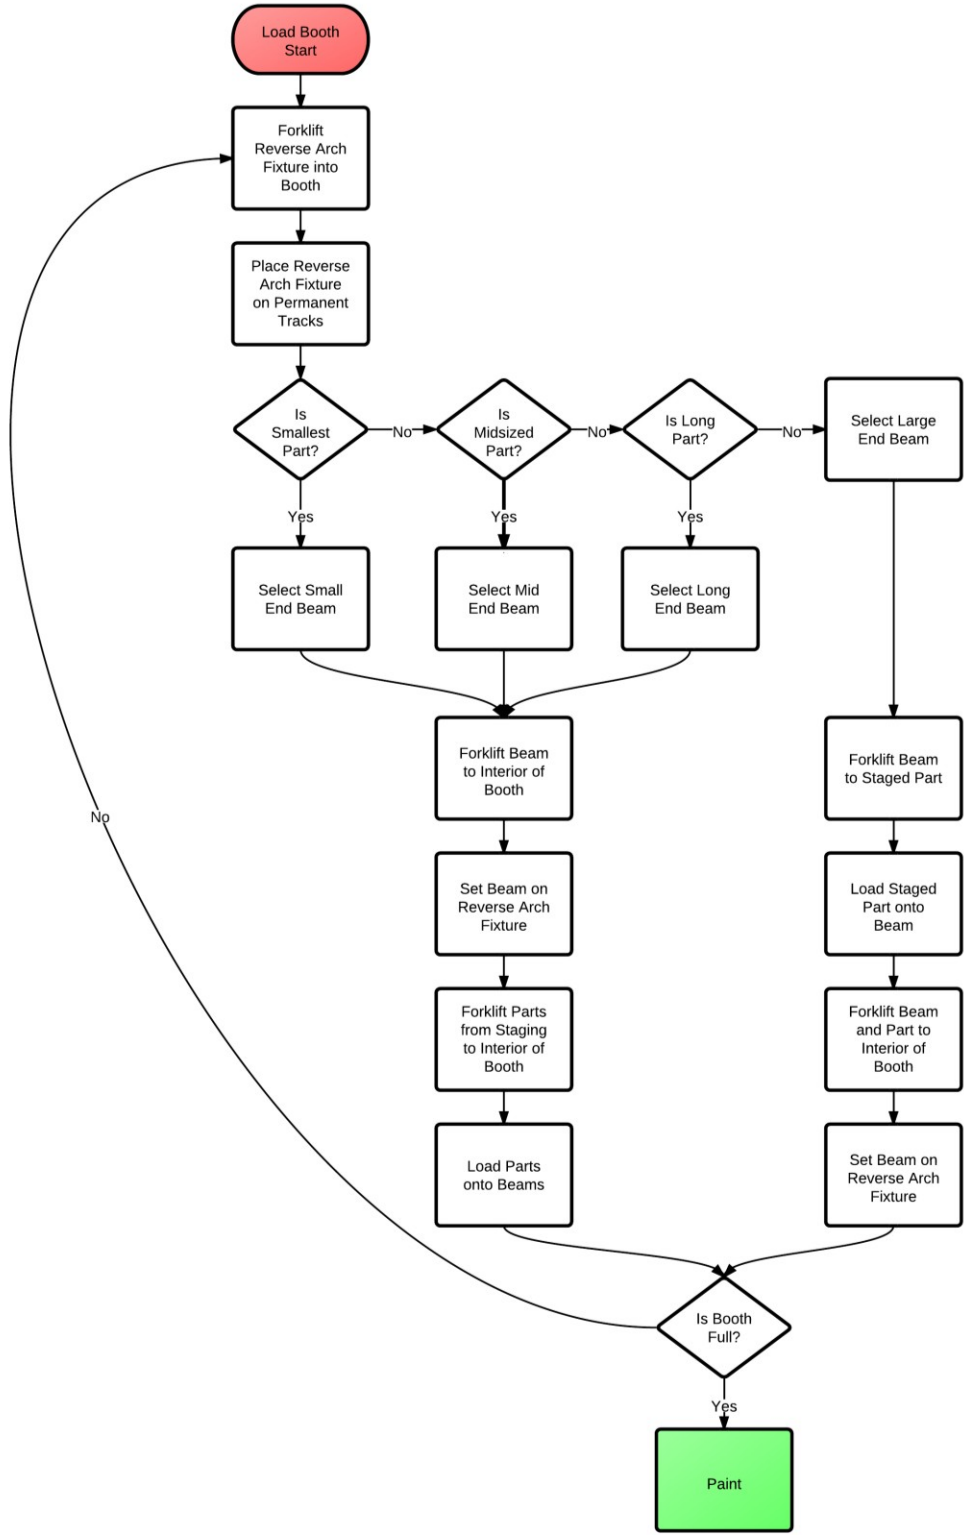 Load Booth
Start
Forklift
Reverse Arch
Fixture into
Booth
Place Reverse
Arch Fixture
on Permanent
Tracks
Is
Smallest
Part?
No
Is
Midsized
Part?
No
Is Long
Part?
No
Select Large
End Beam
Yes
Yes
Yes
Select Small
End Beam
Select Mid
End Beam
Select Long
End Beam
Forklift Beam
to Interior of
Booth
Forklift Beam
to Staged Part
No
Set Beam on
Reverse Arch
Fixture
Load Staged
Part onto
Beam
Forklift Parts
from Staging
to Interior of
Booth
Forklift Beam
and Part to
Interior of
Booth
Load Parts
onto Beams
Set Beam on
Reverse Arch
Fixture
Is Booth
Full?
Yes
Paint